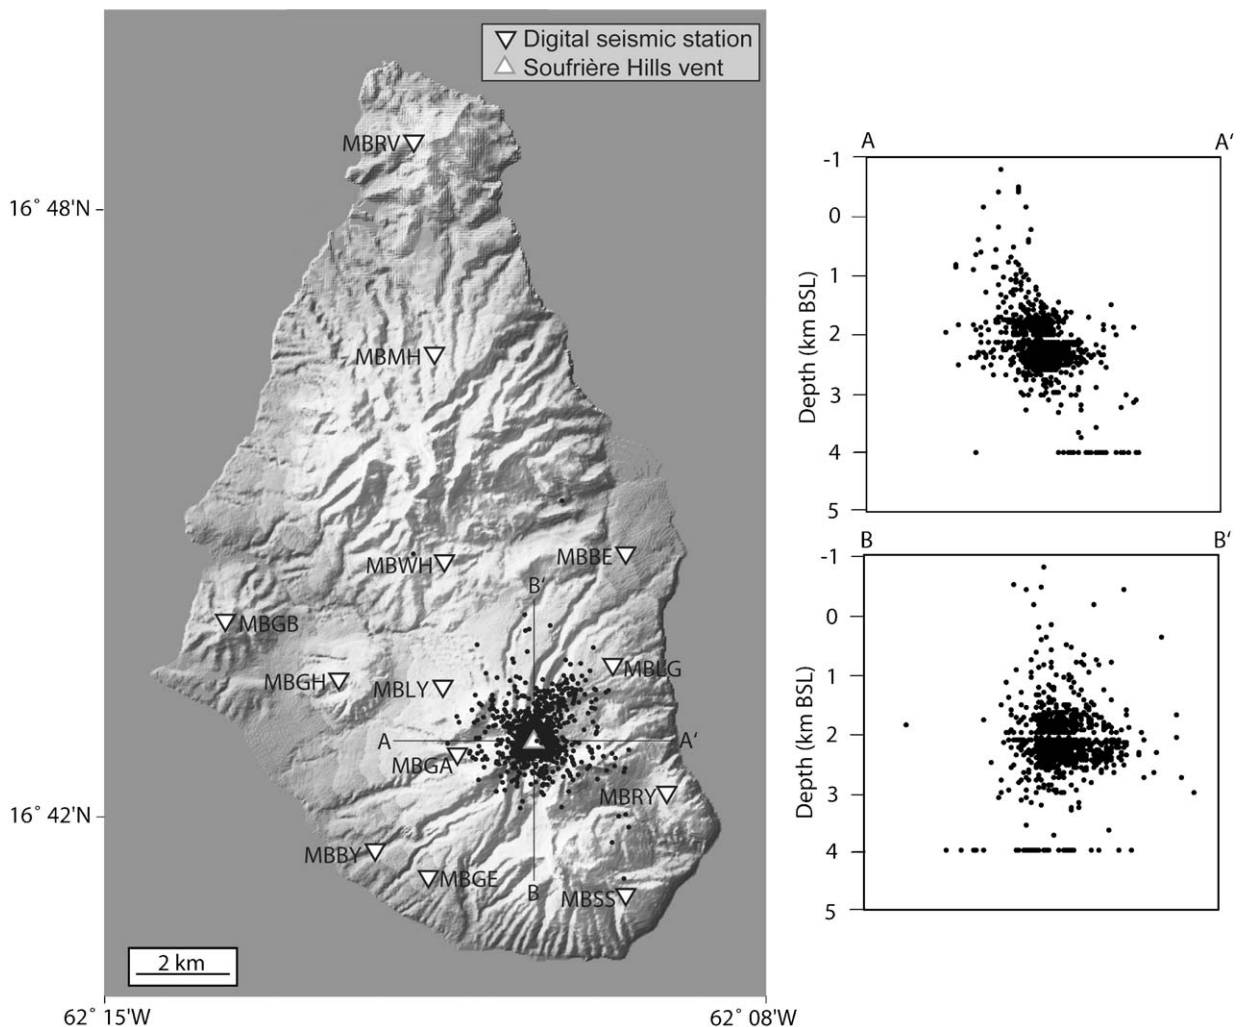 Digital seismic station
Soufrière Hills vent
MBRV
16° 48'N
MBMH
MBWH
MBBE
B'
MBGB
MBLG
MBGH
MBLY
A
A'
MBGA
MBRY
16° 42'N
MBBY
MBGE
B
MBSS
2 km
62° 15'W
62° 08'W
A
A'
-1
0
1
2
3
4
5
Depth (km BSL)
B
B'
-1
0
1
2
3
4
5
Depth (km BSL)